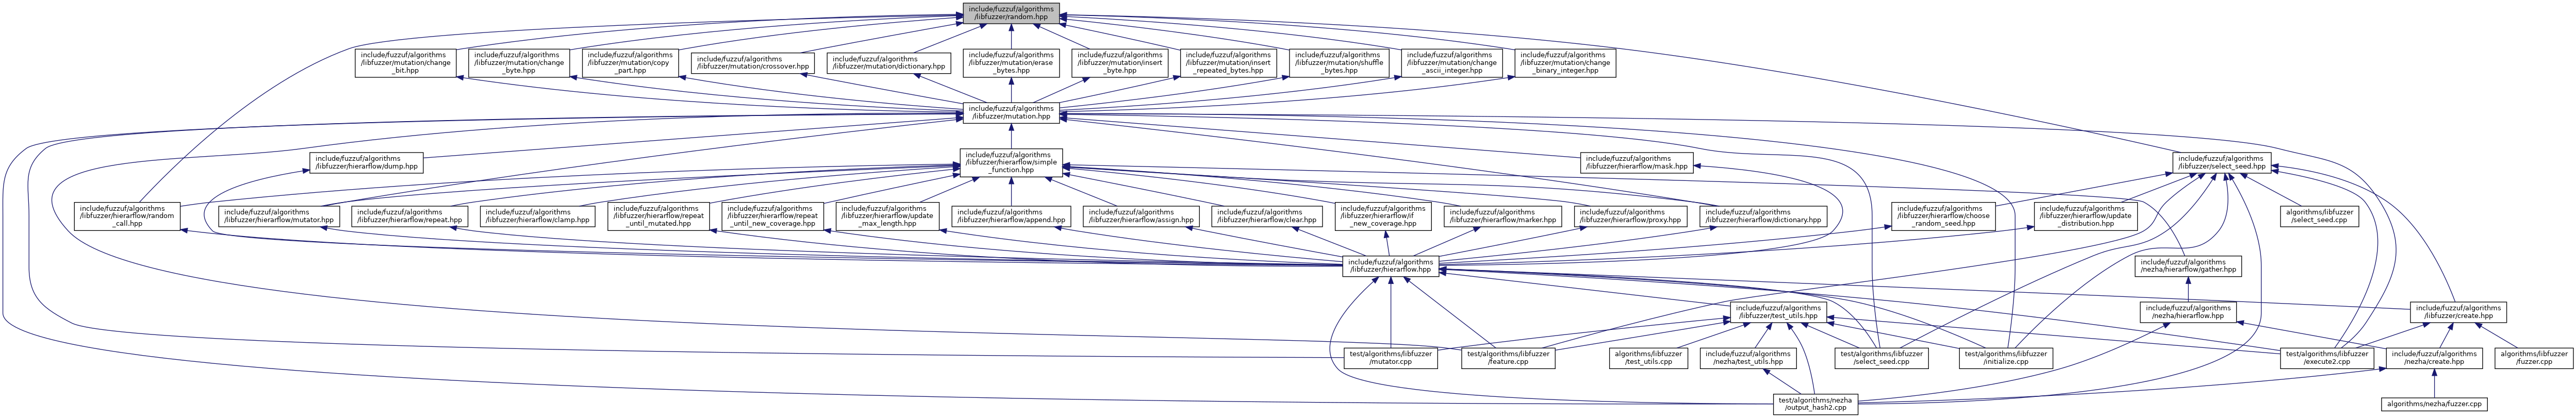 include/fuzzuf/algorithms
/libfuzzer/random.hpp
include/fuzzuf/algorithms
/libfuzzer/mutation/change
_bit.hpp
include/fuzzuf/algorithms
/libfuzzer/mutation/change
_byte.hpp
include/fuzzuf/algorithms
/libfuzzer/mutation/copy
_part.hpp
include/fuzzuf/algorithms
/libfuzzer/mutation/crossover.hpp
include/fuzzuf/algorithms
/libfuzzer/mutation/dictionary.hpp
include/fuzzuf/algorithms
/libfuzzer/mutation/erase
_bytes.hpp
include/fuzzuf/algorithms
/libfuzzer/mutation/insert
_byte.hpp
include/fuzzuf/algorithms
/libfuzzer/mutation/insert
_repeated_bytes.hpp
include/fuzzuf/algorithms
/libfuzzer/mutation/shuffle
_bytes.hpp
include/fuzzuf/algorithms
/libfuzzer/mutation/change
_ascii_integer.hpp
include/fuzzuf/algorithms
/libfuzzer/mutation/change
_binary_integer.hpp
include/fuzzuf/algorithms
/libfuzzer/mutation.hpp
include/fuzzuf/algorithms
/libfuzzer/hierarflow/dump.hpp
include/fuzzuf/algorithms
/libfuzzer/hierarflow/simple
_function.hpp
include/fuzzuf/algorithms
/libfuzzer/hierarflow/mask.hpp
include/fuzzuf/algorithms
/libfuzzer/select_seed.hpp
include/fuzzuf/algorithms
/libfuzzer/hierarflow/random
_call.hpp
include/fuzzuf/algorithms
/libfuzzer/hierarflow/mutator.hpp
include/fuzzuf/algorithms
/libfuzzer/hierarflow/repeat.hpp
include/fuzzuf/algorithms
/libfuzzer/hierarflow/clamp.hpp
include/fuzzuf/algorithms
/libfuzzer/hierarflow/repeat
_until_mutated.hpp
include/fuzzuf/algorithms
/libfuzzer/hierarflow/repeat
_until_new_coverage.hpp
include/fuzzuf/algorithms
/libfuzzer/hierarflow/update
_max_length.hpp
include/fuzzuf/algorithms
/libfuzzer/hierarflow/append.hpp
include/fuzzuf/algorithms
/libfuzzer/hierarflow/assign.hpp
include/fuzzuf/algorithms
/libfuzzer/hierarflow/clear.hpp
include/fuzzuf/algorithms
/libfuzzer/hierarflow/if
_new_coverage.hpp
include/fuzzuf/algorithms
/libfuzzer/hierarflow/marker.hpp
include/fuzzuf/algorithms
/libfuzzer/hierarflow/proxy.hpp
include/fuzzuf/algorithms
/libfuzzer/hierarflow/dictionary.hpp
include/fuzzuf/algorithms
/libfuzzer/hierarflow/choose
_random_seed.hpp
include/fuzzuf/algorithms
/libfuzzer/hierarflow/update
_distribution.hpp
algorithms/libfuzzer
/select_seed.cpp
include/fuzzuf/algorithms
/libfuzzer/hierarflow.hpp
include/fuzzuf/algorithms
/nezha/hierarflow/gather.hpp
include/fuzzuf/algorithms
/libfuzzer/test_utils.hpp
include/fuzzuf/algorithms
/nezha/hierarflow.hpp
include/fuzzuf/algorithms
/libfuzzer/create.hpp
test/algorithms/libfuzzer
/mutator.cpp
test/algorithms/libfuzzer
/feature.cpp
algorithms/libfuzzer
/test_utils.cpp
include/fuzzuf/algorithms
/nezha/test_utils.hpp
test/algorithms/libfuzzer
/select_seed.cpp
test/algorithms/libfuzzer
/initialize.cpp
test/algorithms/libfuzzer
/execute2.cpp
include/fuzzuf/algorithms
/nezha/create.hpp
algorithms/libfuzzer
/fuzzer.cpp
test/algorithms/nezha
/output_hash2.cpp
algorithms/nezha/fuzzer.cpp